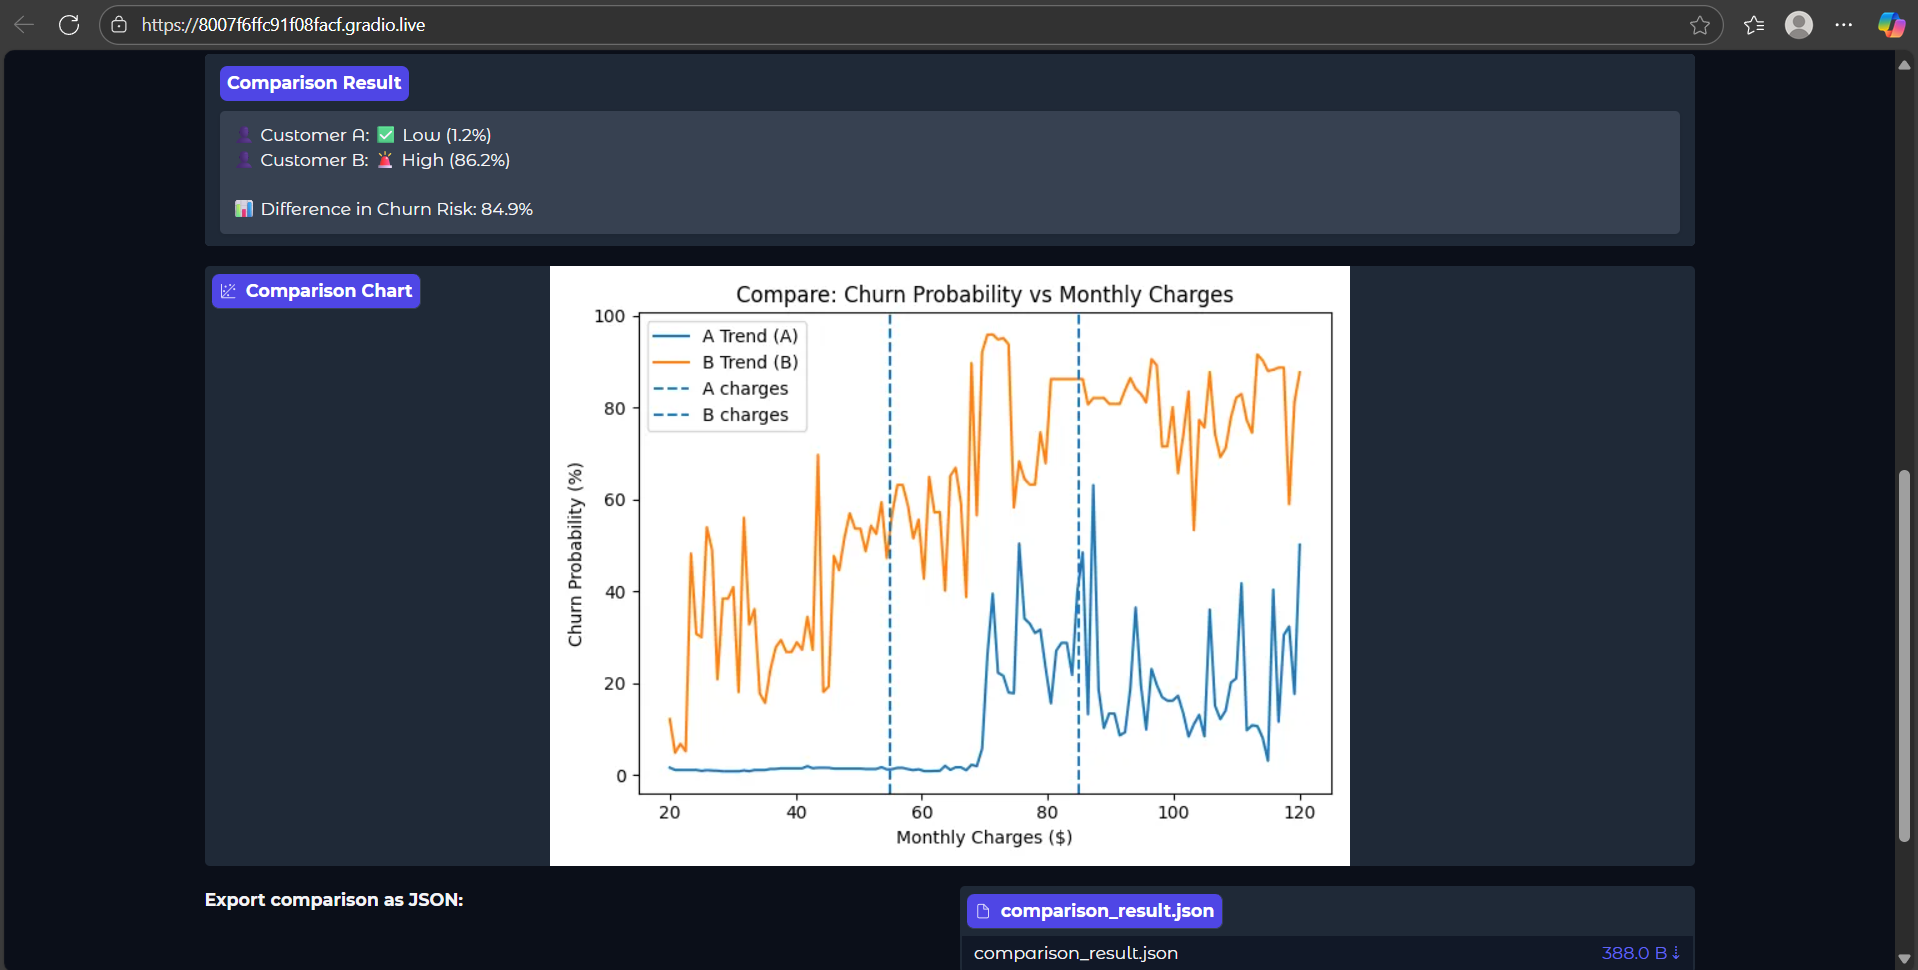 https://8007f6ffc91f08facf.gradio.live
Comparison Result
Customer A: ✅ Low (1.2%)
Customer B: 🚨 High (86.2%)
📊 Difference in Churn Risk: 84.9%
Comparison Chart
Compare: Churn Probability vs Monthly Charges
A Trend (A)
B Trend (B)
A charges
B charges
Churn Probability (%)
100
80
60
40
20
0
20 40 60 80 100 120
Monthly Charges ($)
Export comparison as JSON:
comparison_result.json
comparison_result.json 388.0 B ⇣